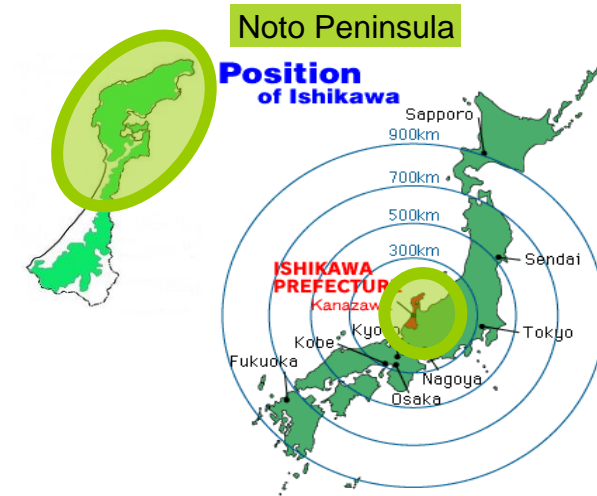 Noto Peninsula
Position
of Ishikawa
Sapporo
900km
700km
500km
Sendai
300km
ISHIKAWA
PREFECTURE
Kanazawa
Kyoto
Tokyo
Kobe
Fukuoka
Nagoya
Osaka